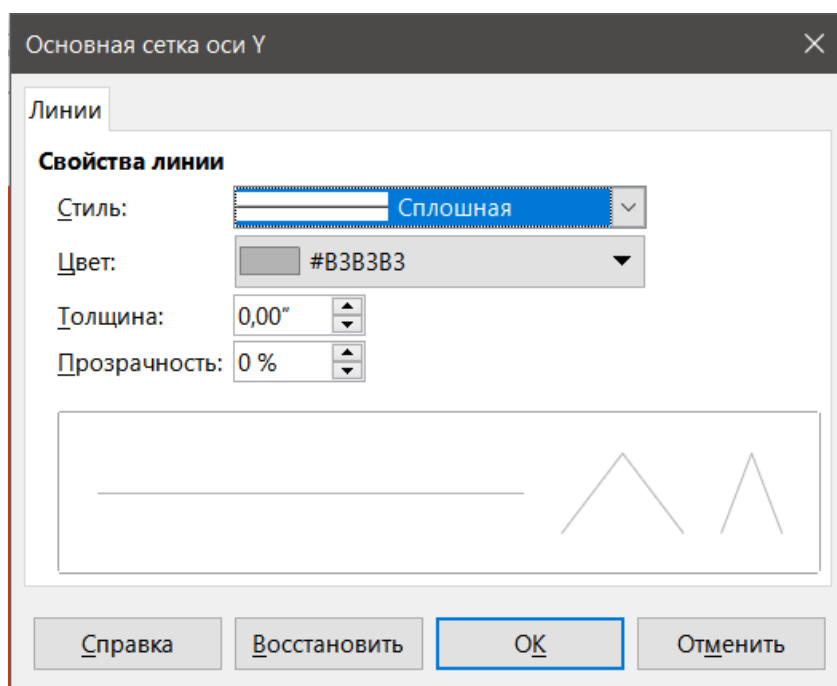 Основная сетка оси Y
Линии
Свойства линии
Стиль: Сплошная
Цвет: #B3B3B3
Толщина: 0,00″
Прозрачность: 0 %
Справка Восстановить OK Отменить